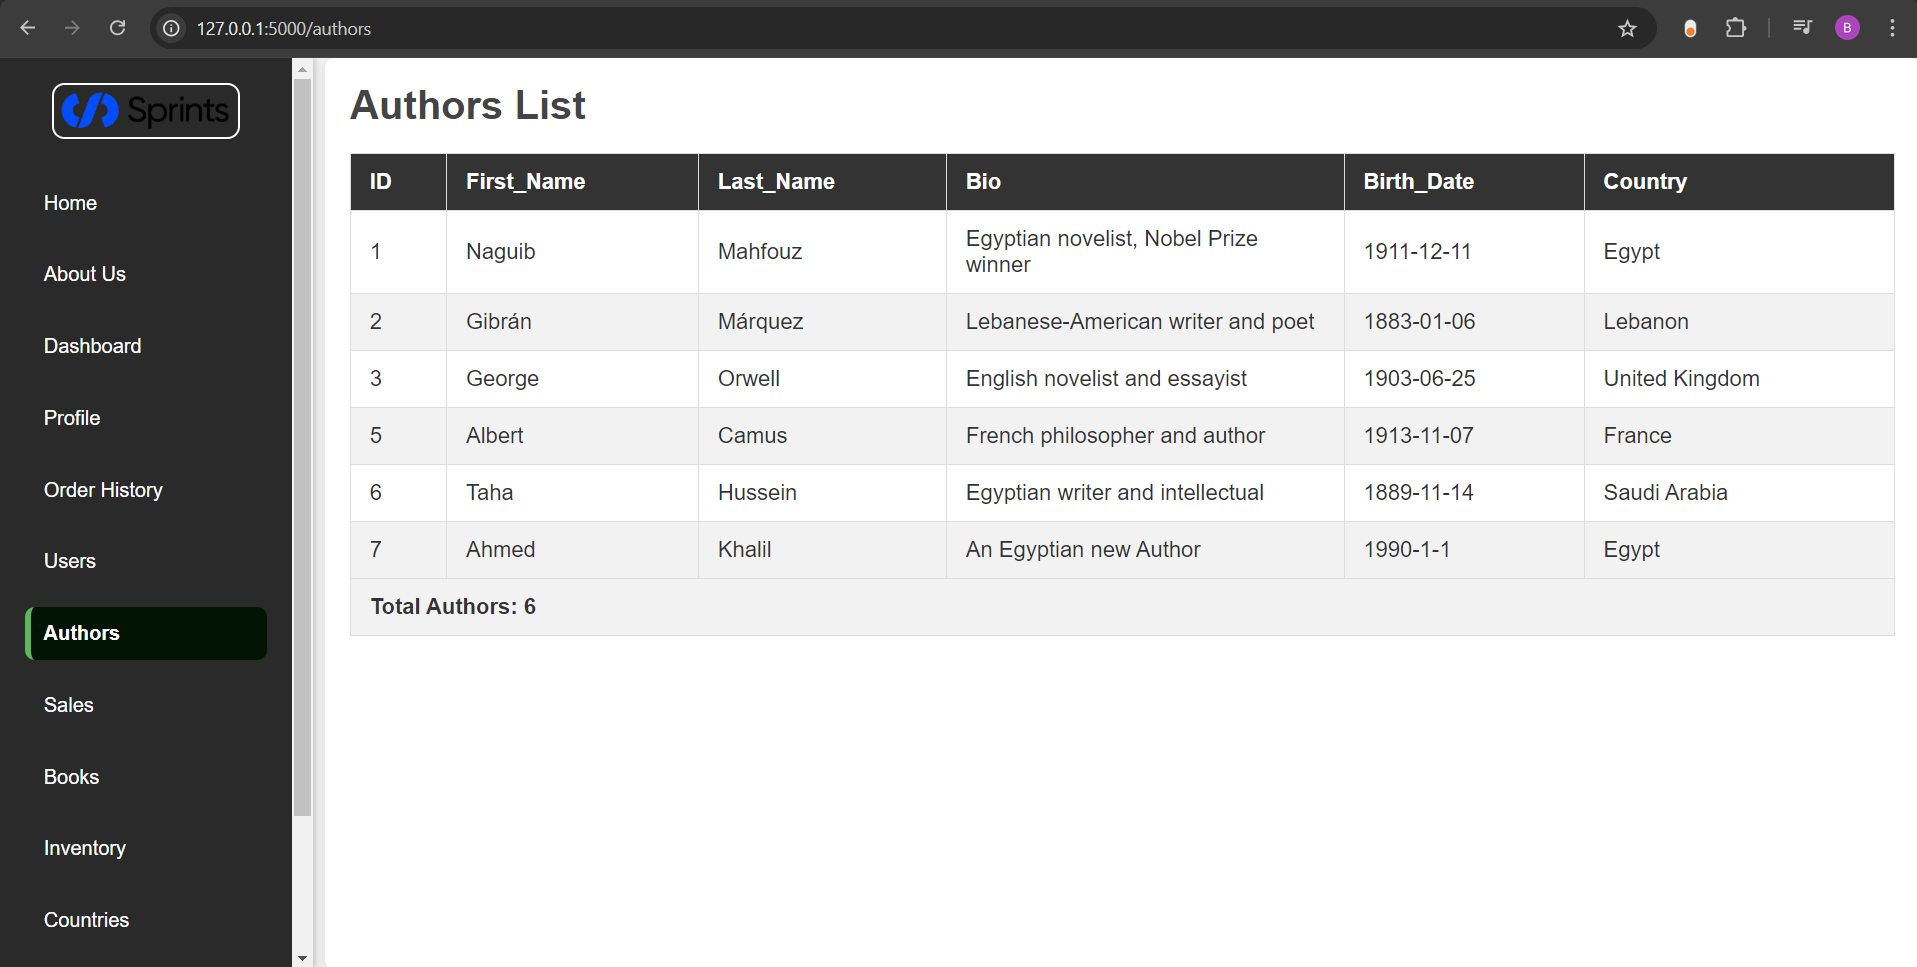 127.0.0.1:5000/authors
B
Sprints
Home
About Us
Dashboard
Profile
Order History
Users
Authors
Sales
Books
Inventory
Countries
Authors List
ID First_Name Last_Name Bio Birth_Date Country
1 Naguib Mahfouz Egyptian novelist, Nobel Prize winner 1911-12-11 Egypt
2 Gibrán Márquez Lebanese-American writer and poet 1883-01-06 Lebanon
3 George Orwell English novelist and essayist 1903-06-25 United Kingdom
5 Albert Camus French philosopher and author 1913-11-07 France
6 Taha Hussein Egyptian writer and intellectual 1889-11-14 Saudi Arabia
7 Ahmed Khalil An Egyptian new Author 1990-1-1 Egypt
Total Authors: 6